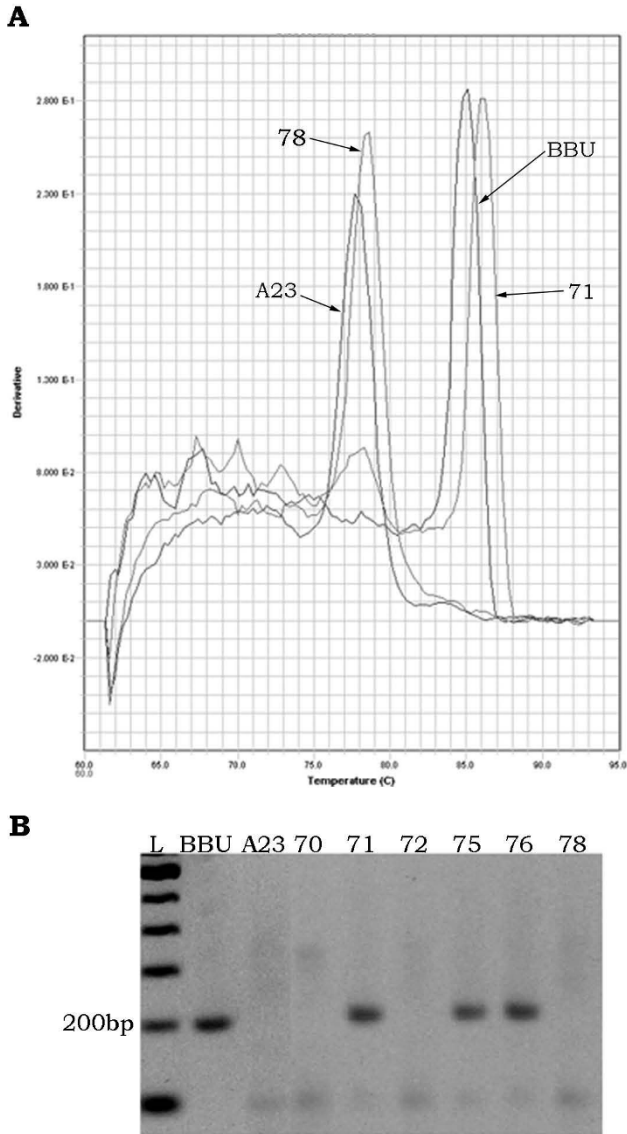 A
2.800 E-1
78
BBU
2.300 E-1
1.800 E-1
A23
71
Derivative
1.300 E-1
8.000 E-2
3.000 E-2
-2.000 E-2
60.0 65.0 70.0 75.0 80.0 85.0 90.0 95.0
60.0
Temperature (C)
B
L BBU A23 70 71 72 75 76 78
200bp